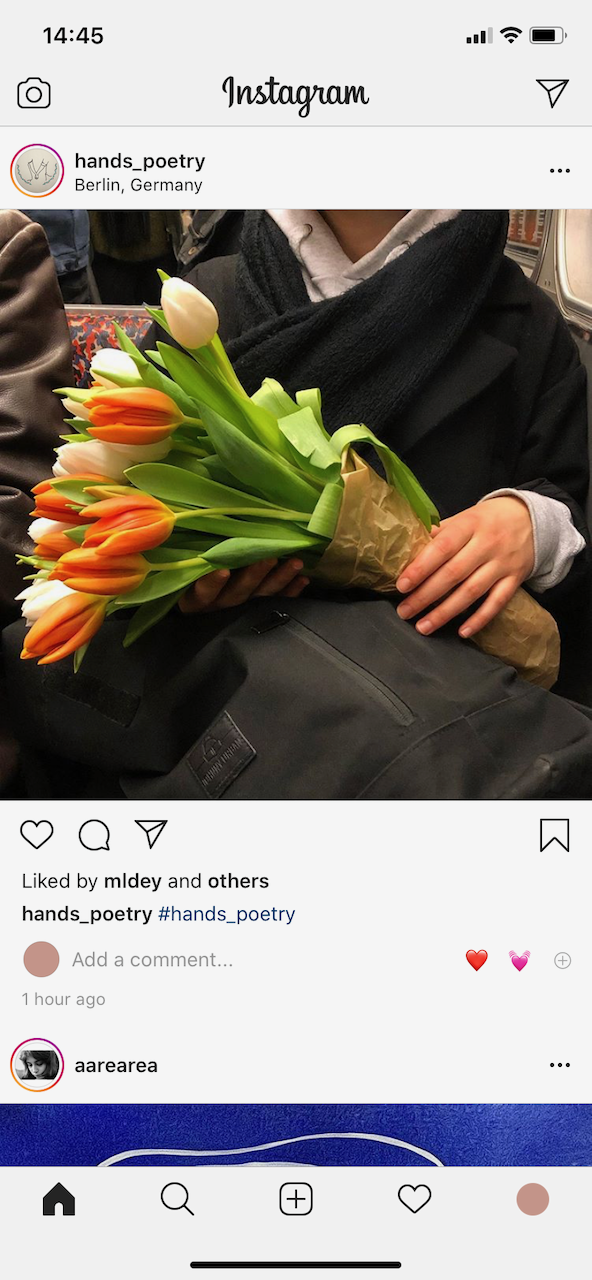 14:45
Instagram
hands_poetry
Berlin, Germany
Liked by mldey and others
hands_poetry #hands_poetry
Add a comment...
1 hour ago
aarearea